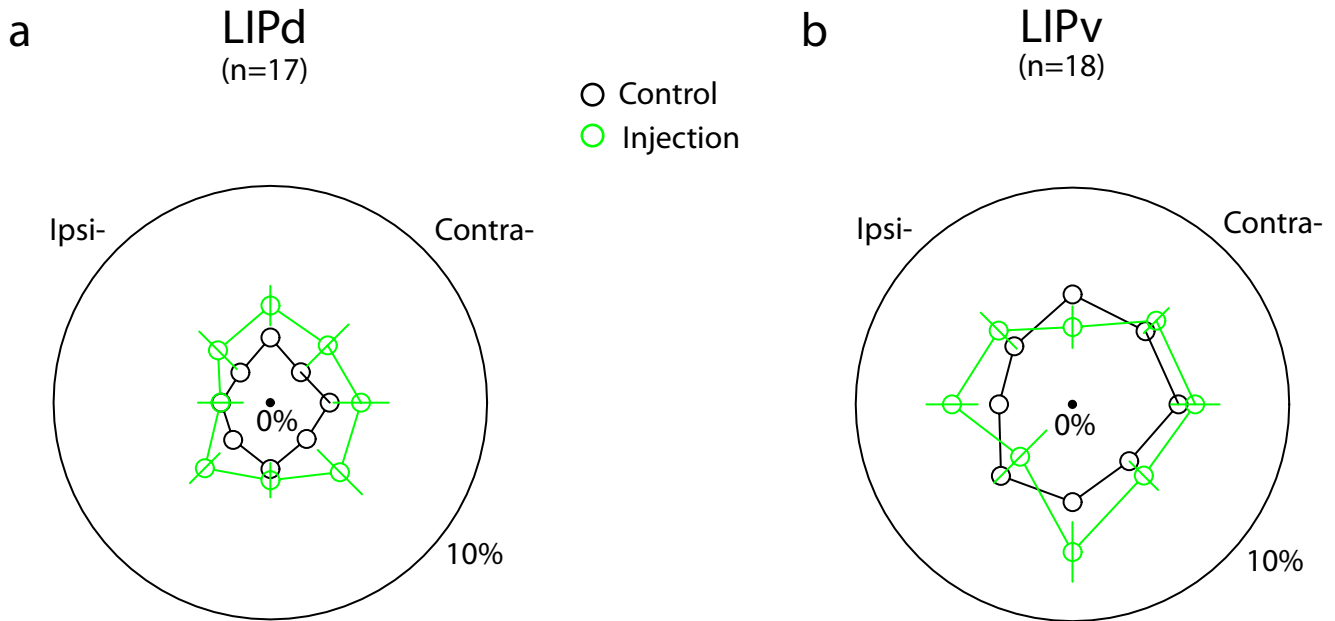 a
LIPd
(n=17)
b
LIPv
(n=18)
Control
Injection
Ipsi-
Contra-
0%
10%
Ipsi-
Contra-
0%
10%